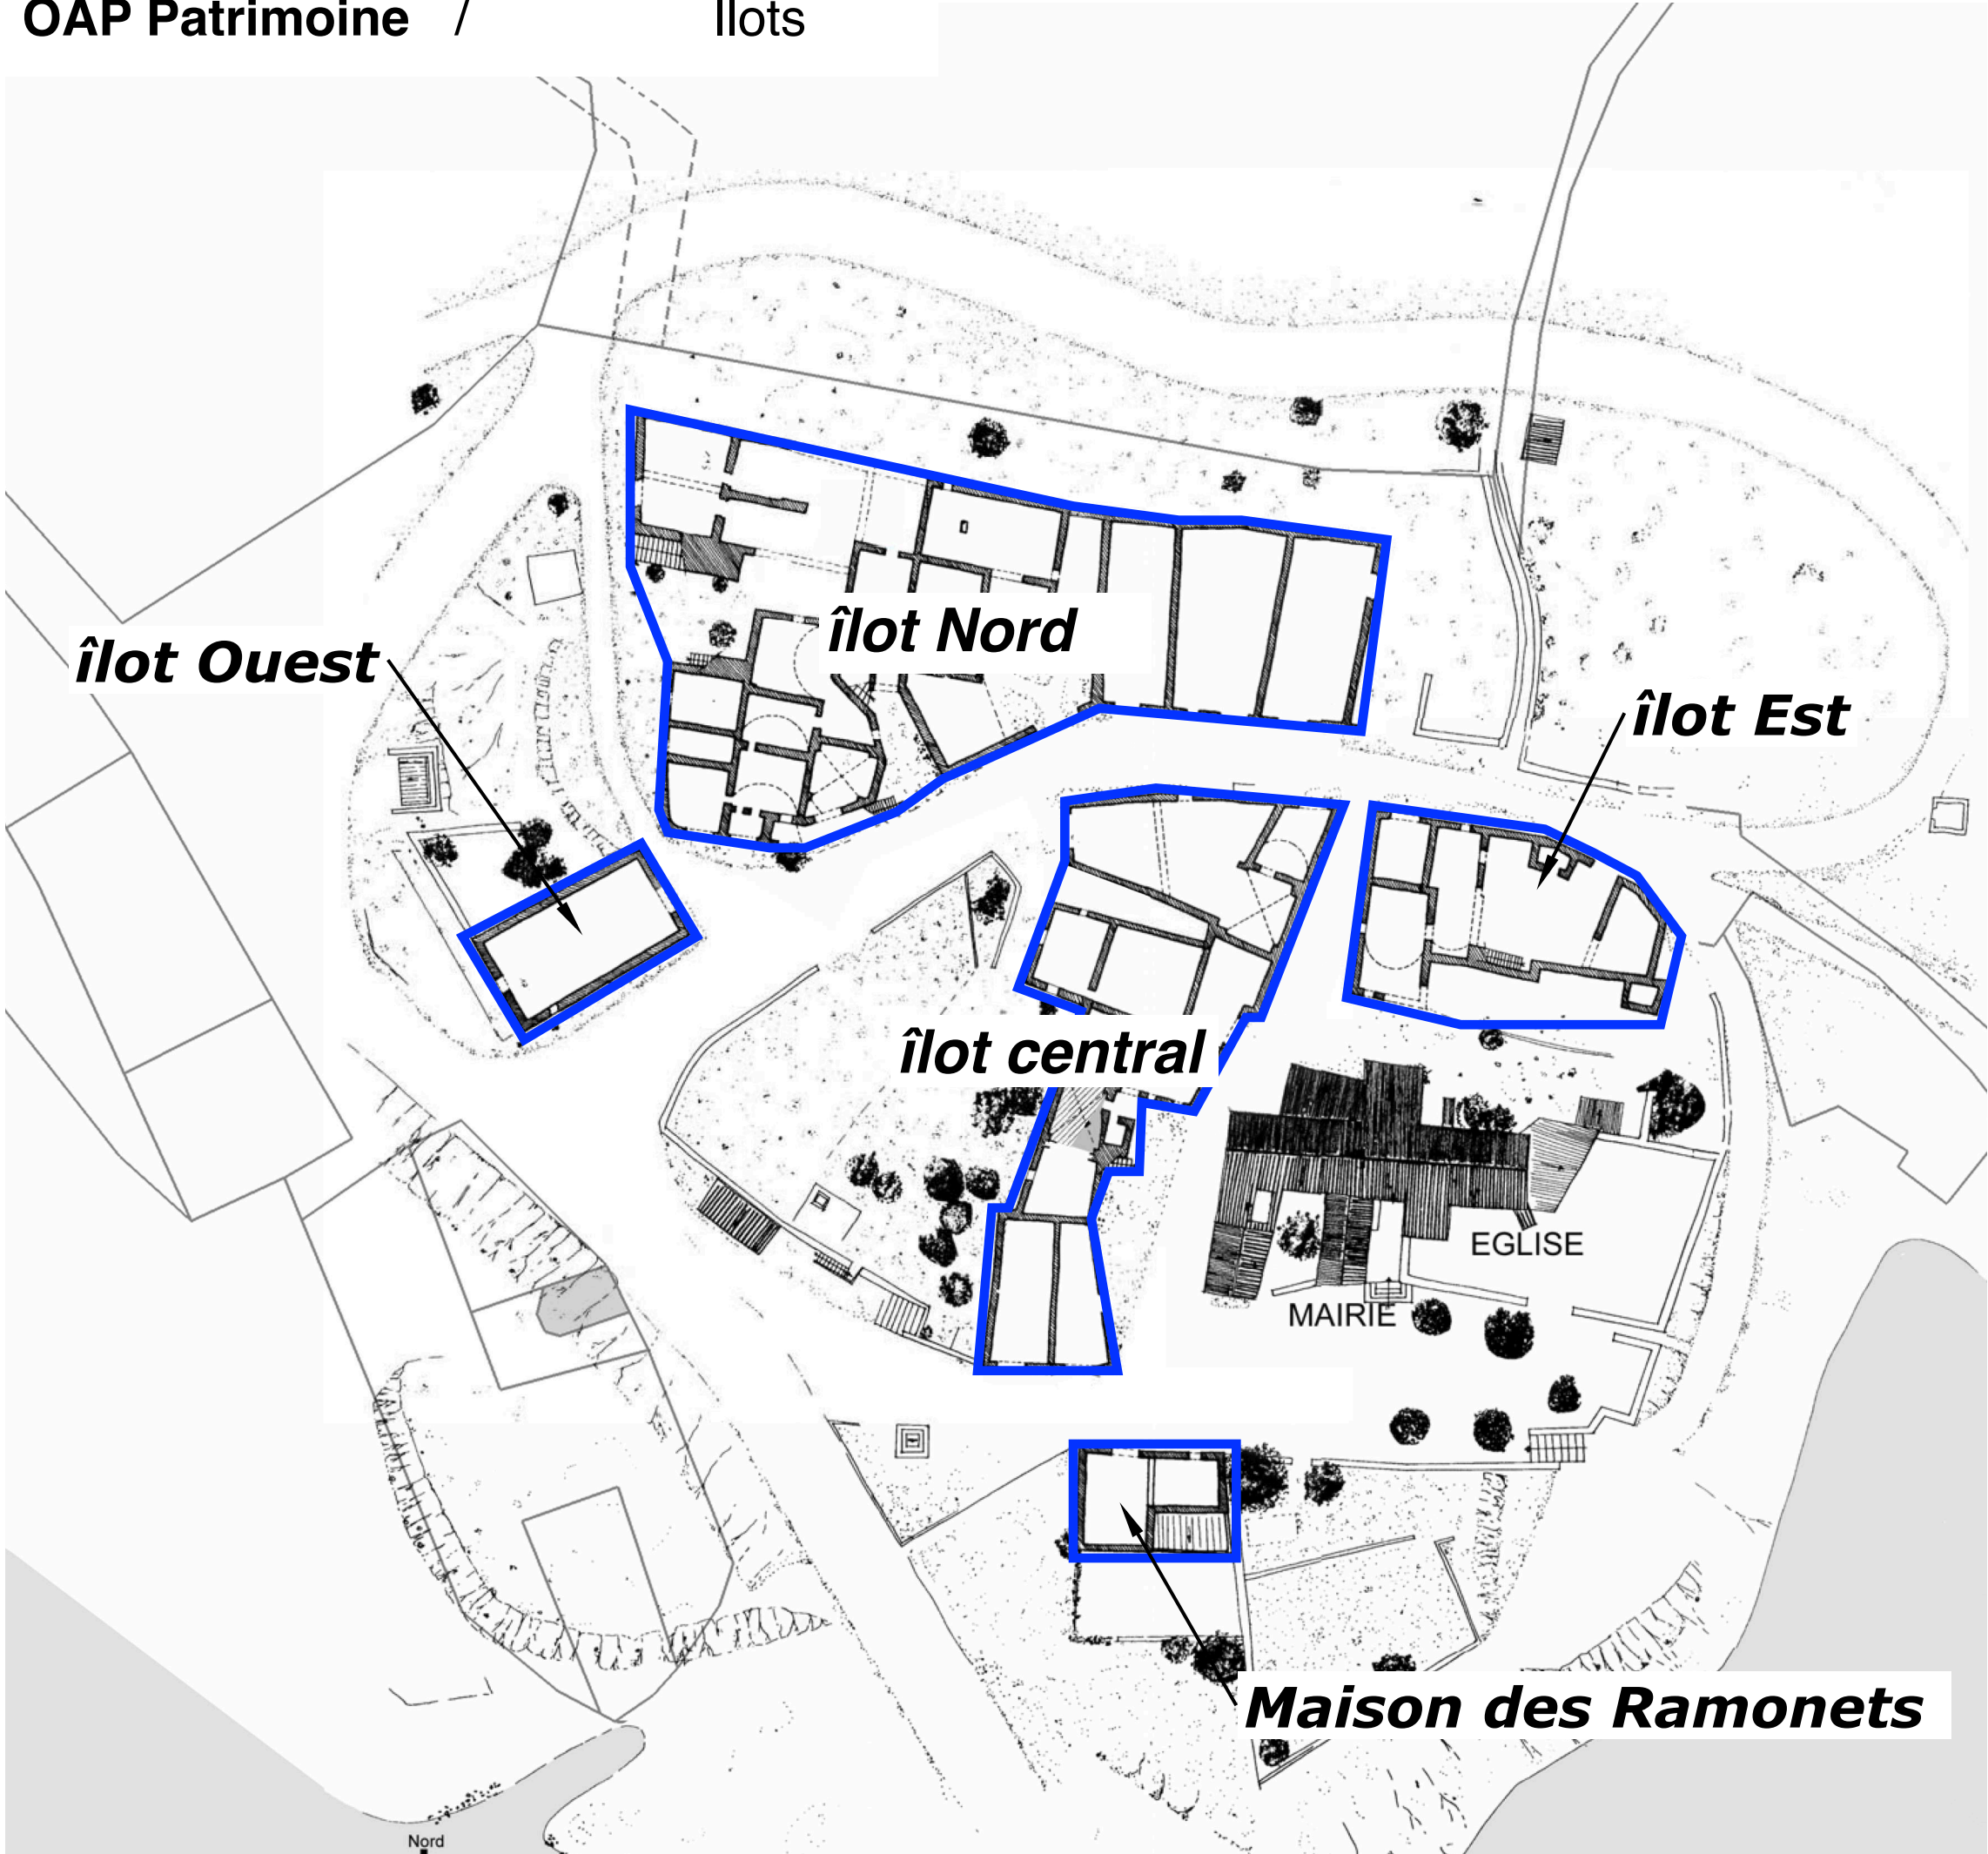 OAP Patrimoine / Ilots
îlot Nord
îlot Ouest
îlot Est
îlot central
EGLISE
MAIRIE
Maison des Ramonets
Nord